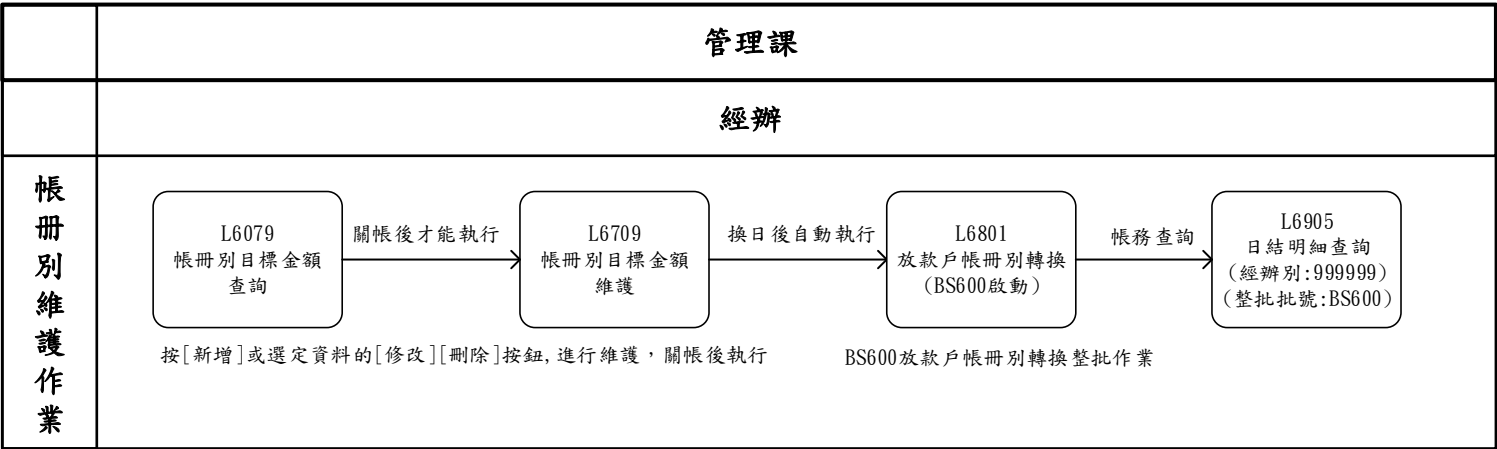 管理課
經辦
帳
冊
別
維
護
作
業
L6079
帳冊別目標金額
查詢
關帳後才能執行
L6709
帳冊別目標金額
維護
換日後自動執行
L6801
放款戶帳冊別轉換
(BS600啟動)
帳務查詢
L6905
日結明細查詢
(經辦別:999999)
(整批批號:BS600)
按[新增]或選定資料的[修改][刪除]按鈕,進行維護，關帳後執行
BS600放款戶帳冊別轉換整批作業